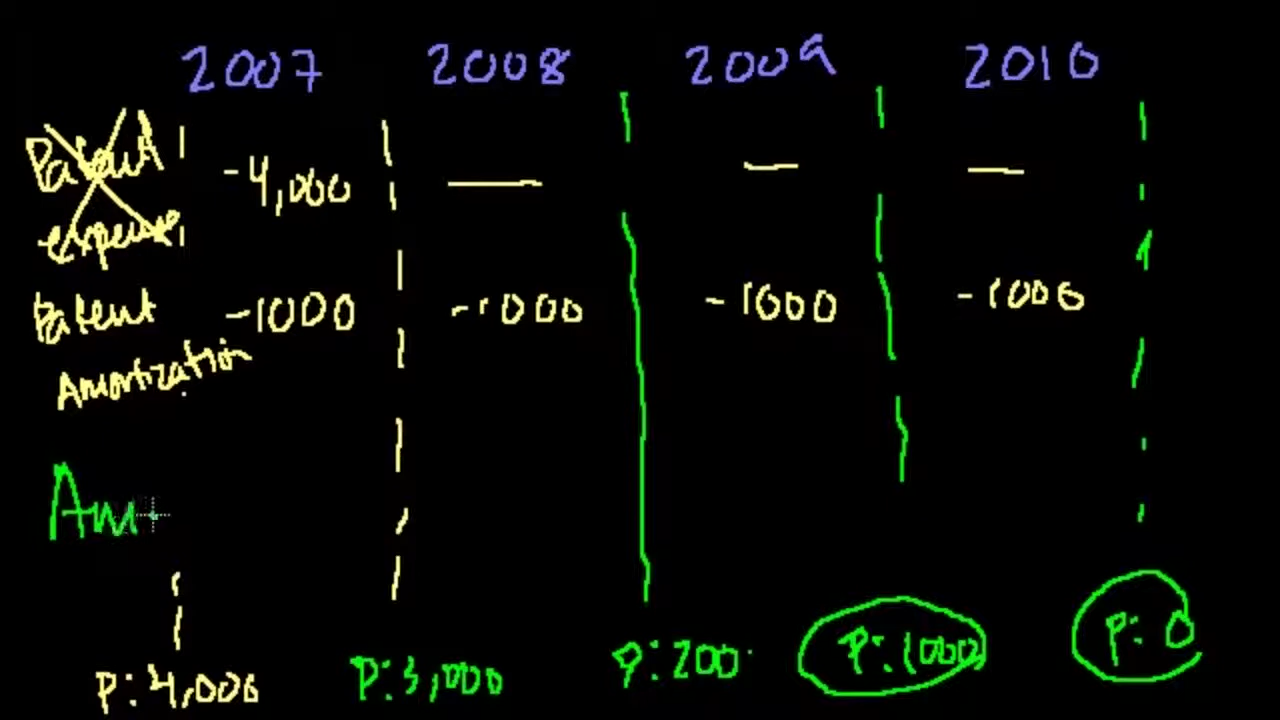 2007 2008 2009 2010
Patent -4,000 — — —
expense
Patent -1000 -1000 -1000 -1000
Amortization
Am
P: 4,000 P: 3,000 P: 200 P: 1000 P: 0